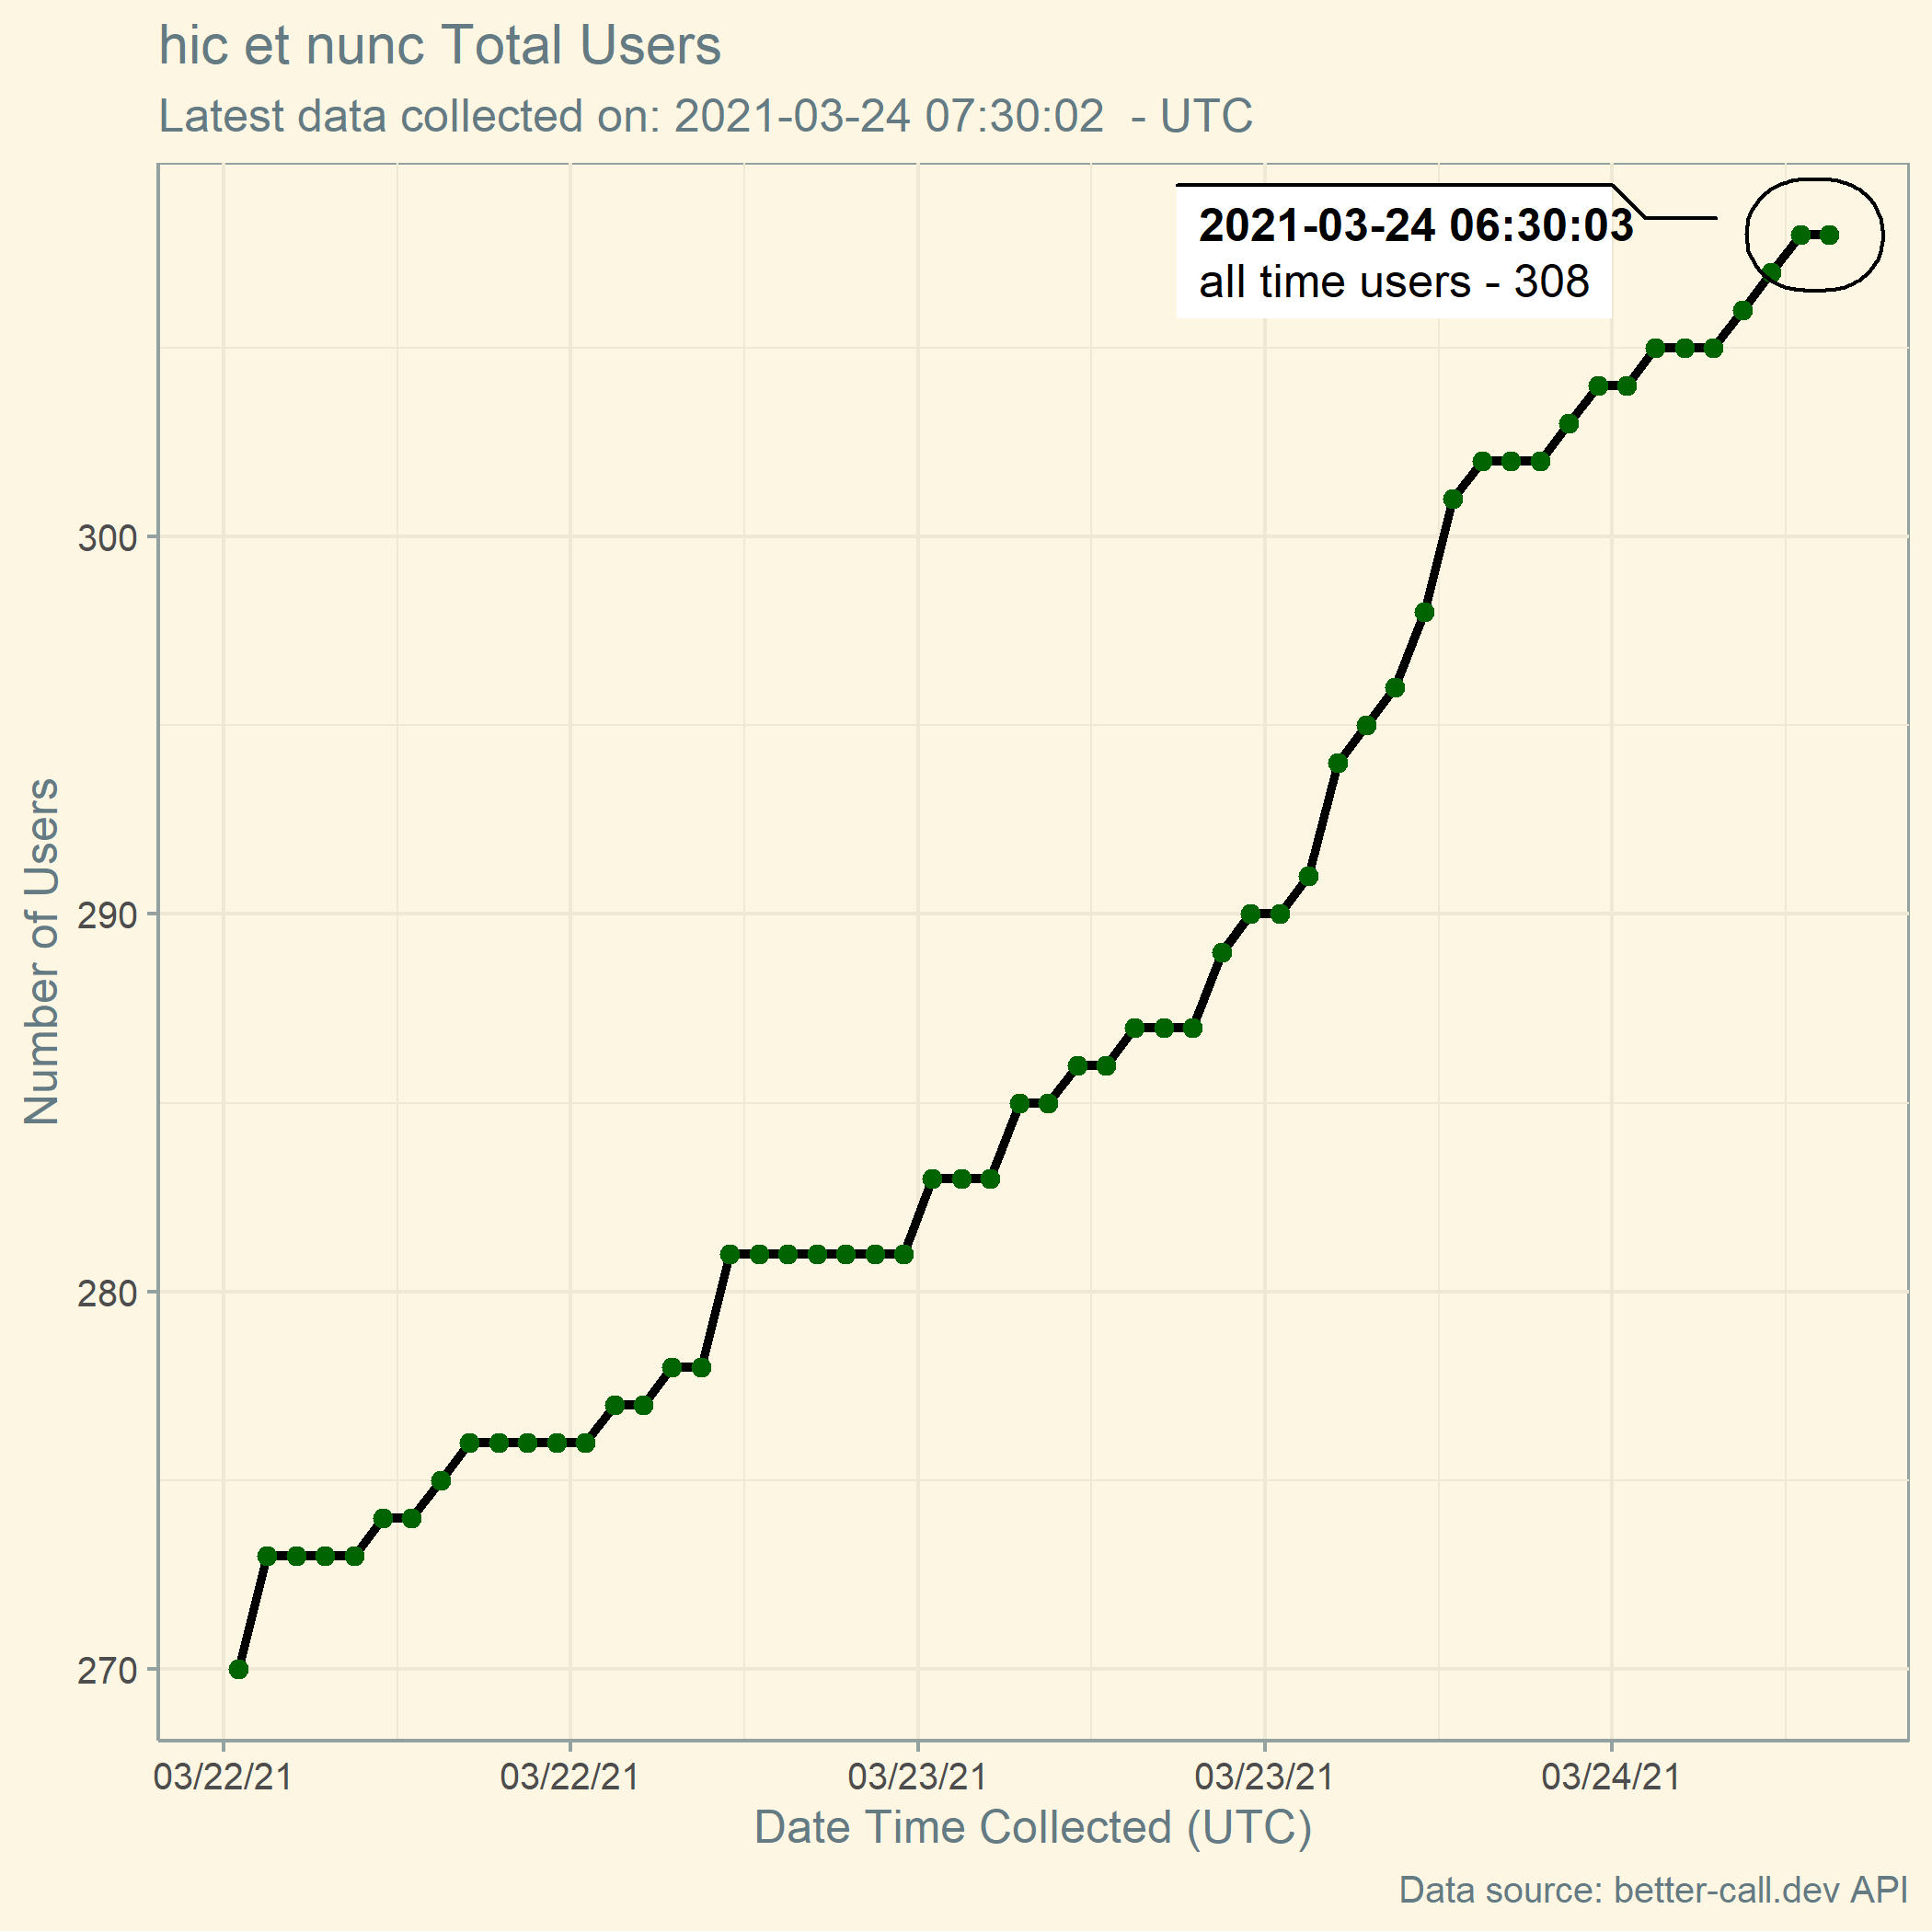 hic et nunc Total Users
Latest data collected on: 2021-03-24 07:30:02  - UTC
2021-03-24 06:30:03
all time users - 308
Number of Users
300
290
280
270
03/22/21 03/22/21 03/23/21 03/23/21 03/24/21
Date Time Collected (UTC)
Data source: better-call.dev API